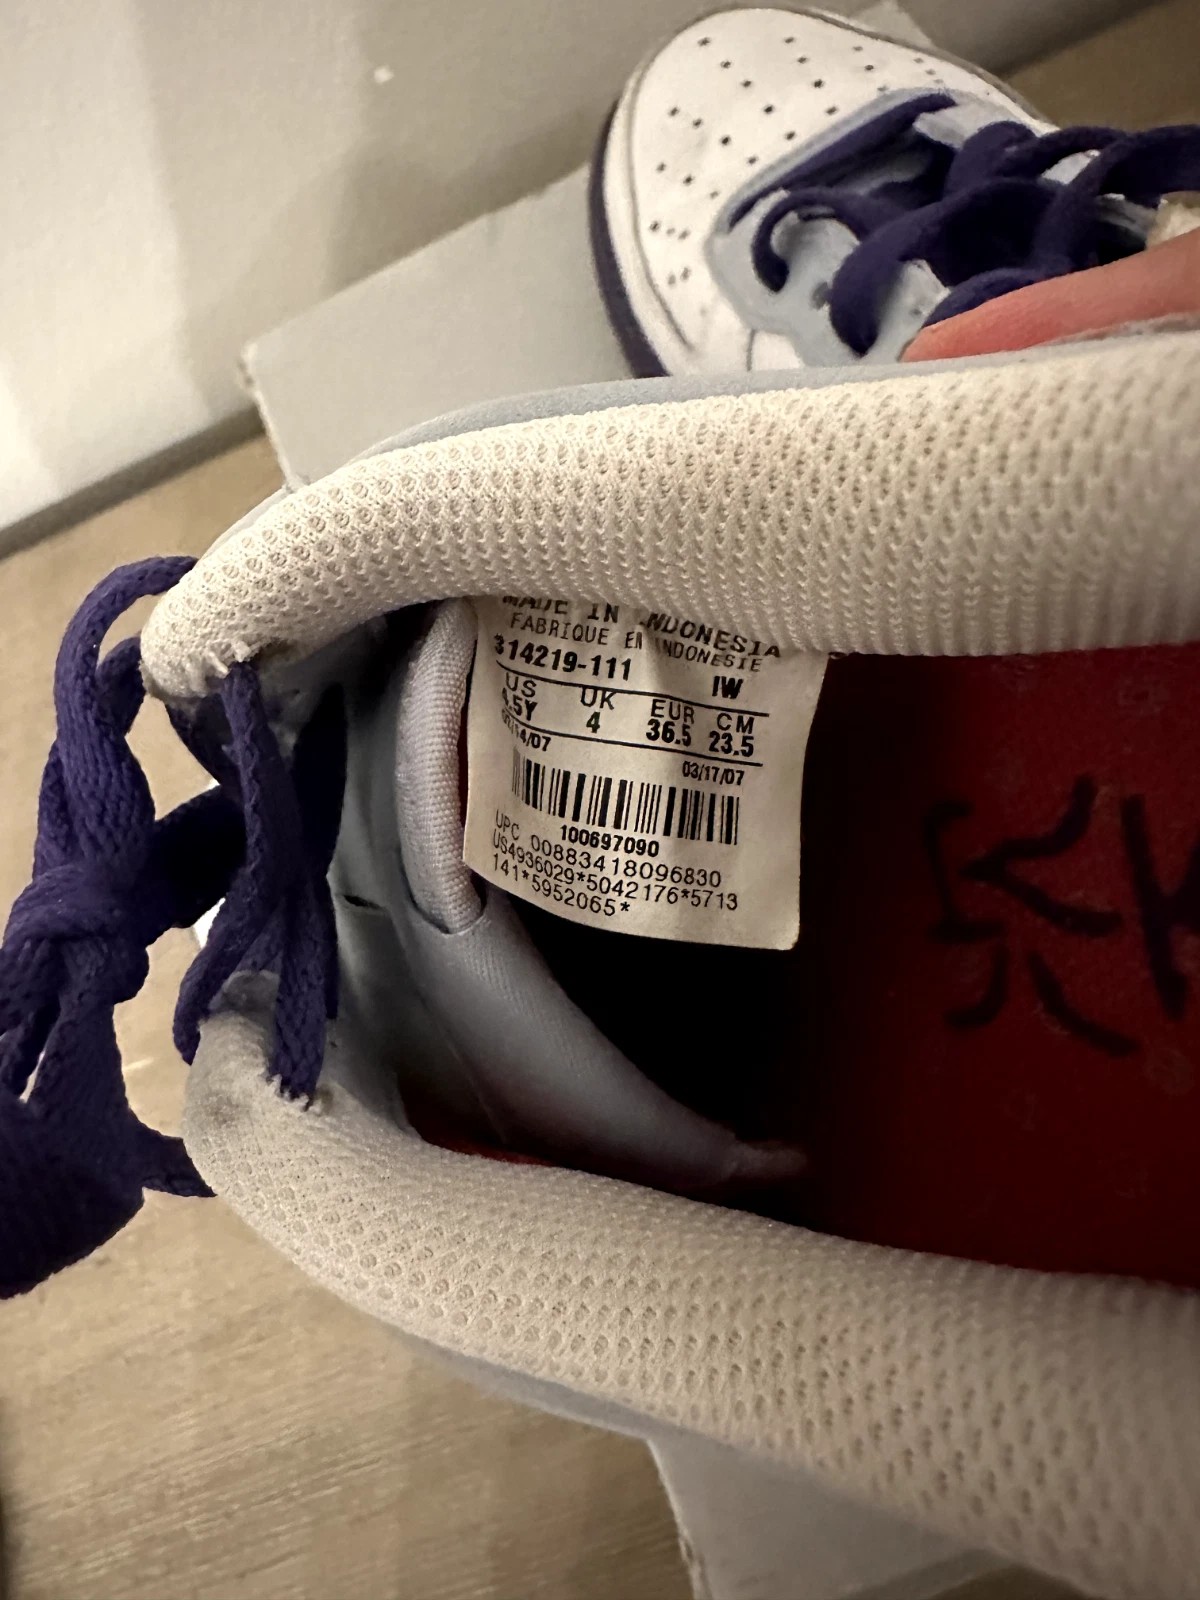 MADE IN INDONESIA
FABRIQUE EN INDONESIE
314219-111 IW
US UK EUR CM
4.5Y 4 36.5 23.5
/14/07 03/17/07
100697090
UPC 00883418096830
US4936029*5042176*5713
141*5952065*